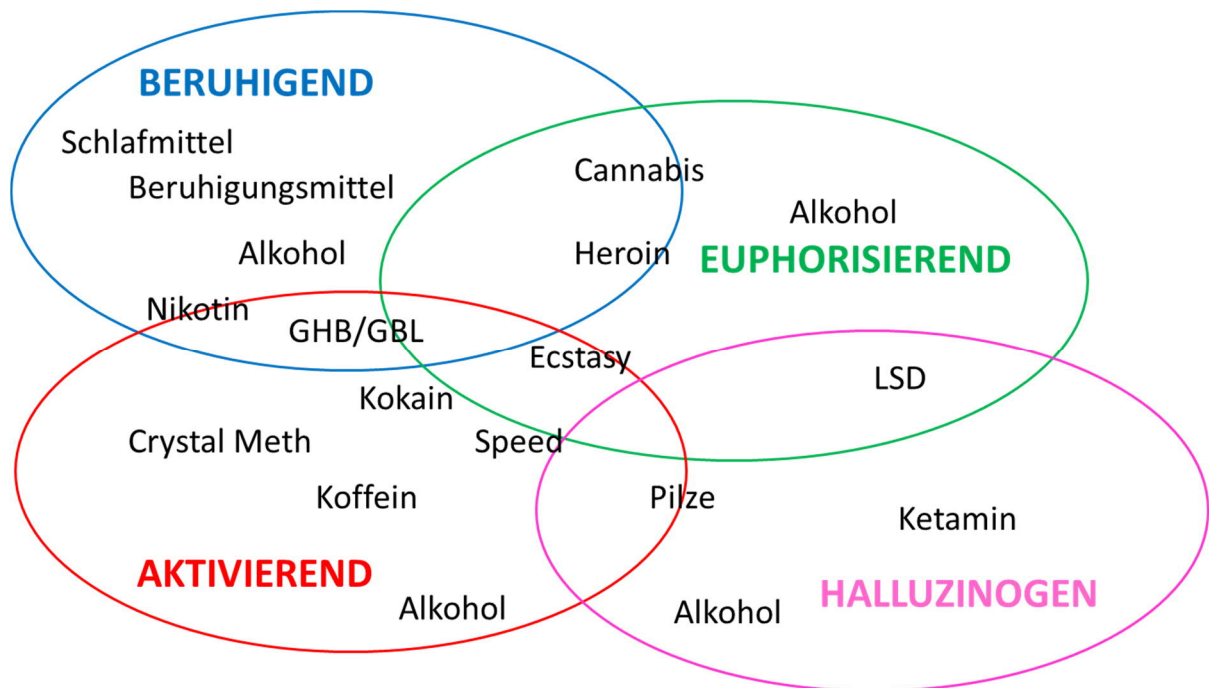 BERUHIGEND
Schlafmittel
Beruhigungsmittel
Cannabis
Alkohol
Alkohol
Heroin
EUPHORISIEREND
Nikotin
GHB/GBL
Ecstasy
LSD
Kokain
Crystal Meth
Speed
Koffein
Pilze
Ketamin
AKTIVIEREND
HALLUZINOGEN
Alkohol
Alkohol